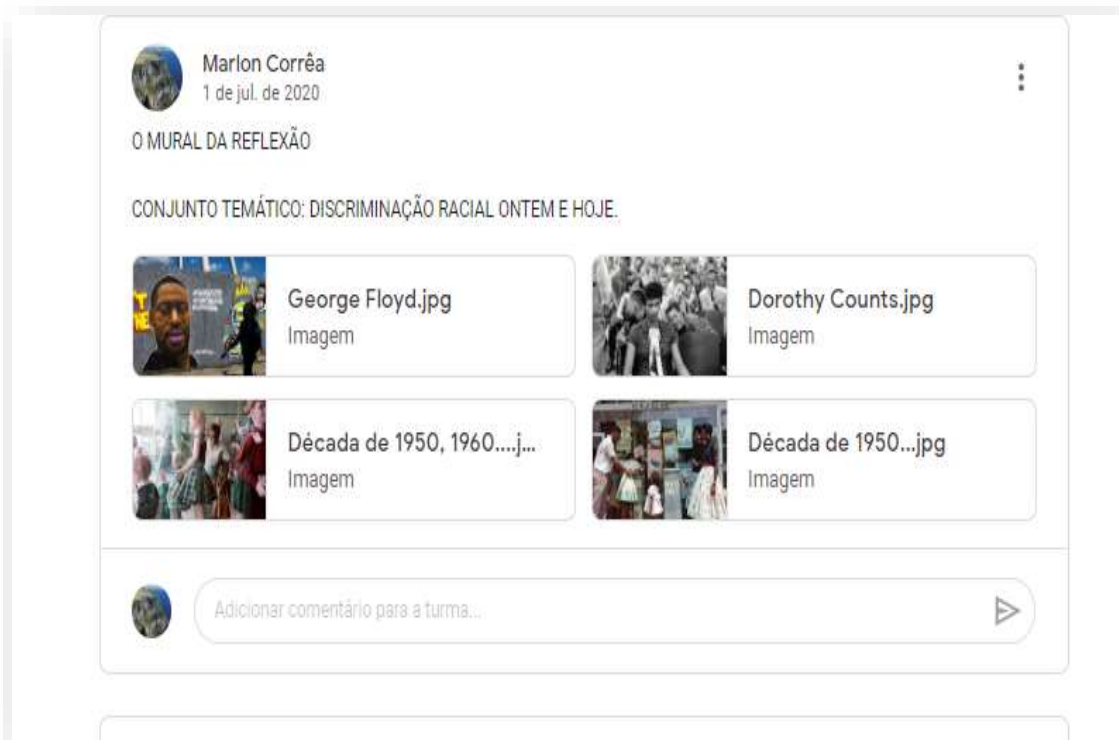 Marlon Corrêa
1 de jul. de 2020
O MURAL DA REFLEXÃO
CONJUNTO TEMÁTICO: DISCRIMINAÇÃO RACIAL ONTEM E HOJE.
George Floyd.jpg
Imagem
Dorothy Counts.jpg
Imagem
Década de 1950, 1960....j...
Imagem
Década de 1950...jpg
Imagem
Adicionar comentário para a turma...